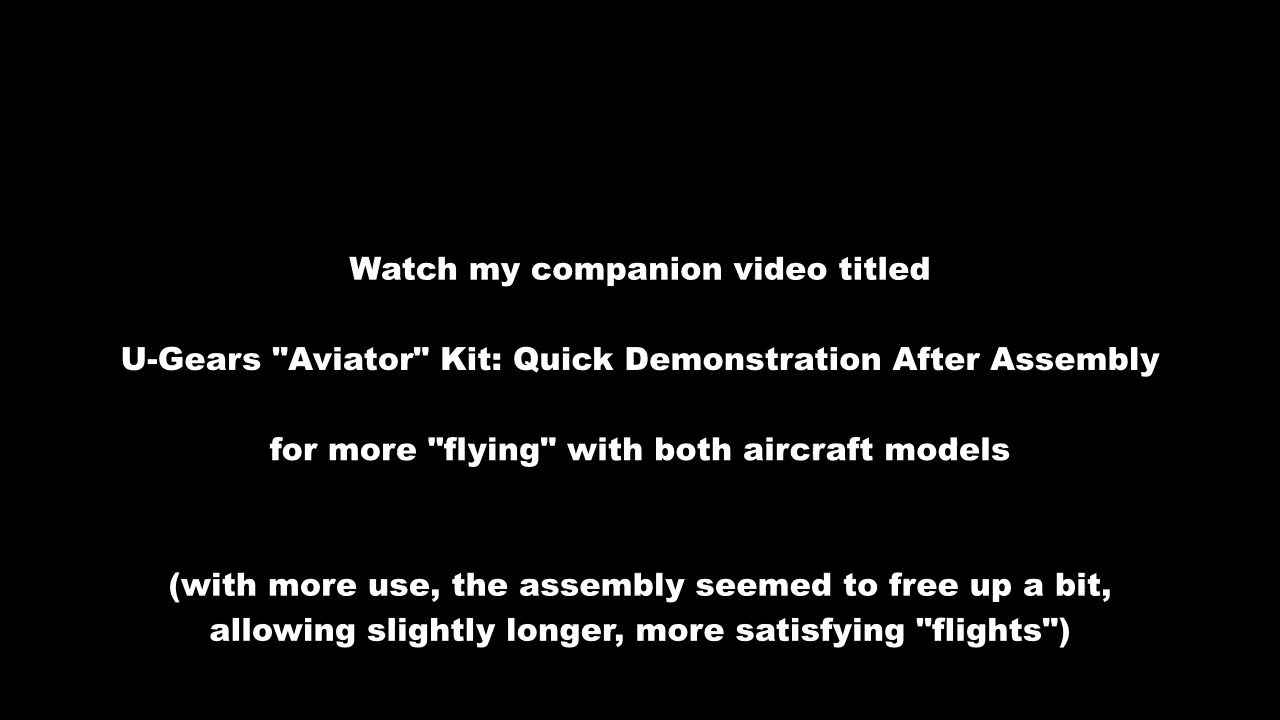 Watch my companion video titled
U-Gears "Aviator" Kit: Quick Demonstration After Assembly
for more "flying" with both aircraft models
(with more use, the assembly seemed to free up a bit,
allowing slightly longer, more satisfying "flights")